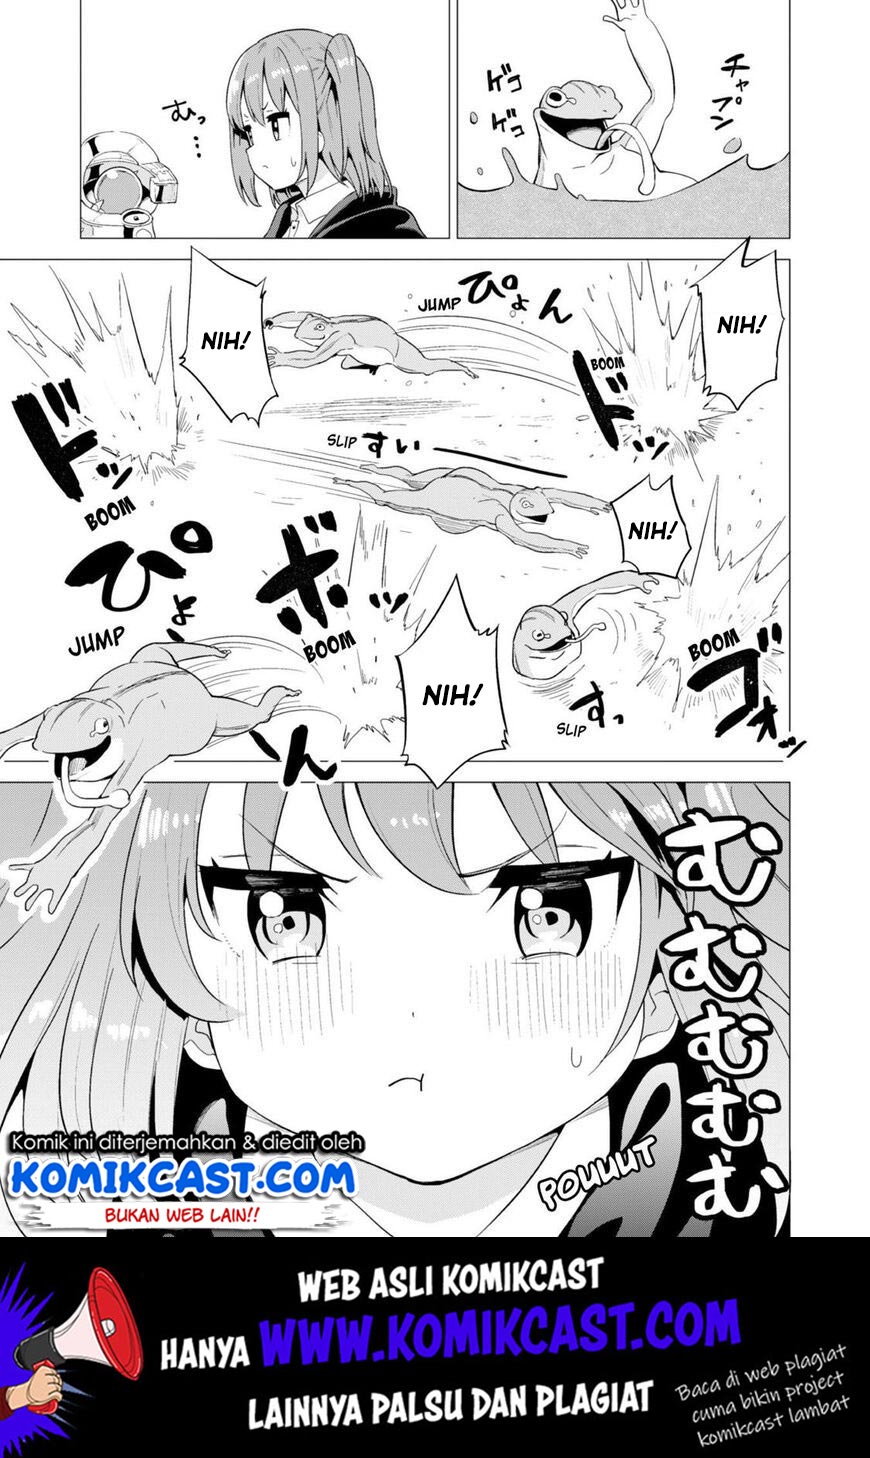 チャプン
ゲコ
ゲコ
むっ
…
NIH!
BOOM
ドッ
JUMP
ぴょん
NIH!
ドドッ
BOOM
SLIP
すいー
NIH!
BOOM
ゴォッ
SLIP
すっ
NIH!
ボッ
BOOM
JUMP
ぴょん
むむむむむ
POUUUT
Komik ini diterjemahkan & diedit oleh
KOMIKCAST.COM
BUKAN WEB LAIN!!
WEB ASLI KOMIKCAST
HANYA WWW.KOMIKCAST.COM
LAINNYA PALSU DAN PLAGIAT
Baca di web plagiat
cuma bikin project
komikcast lambat